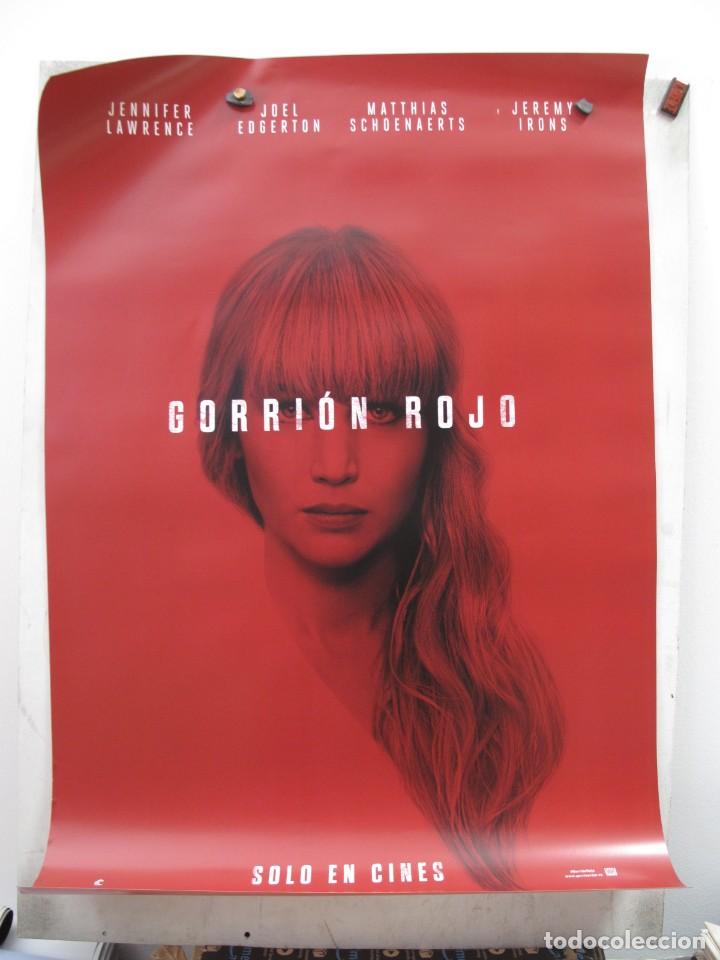 JENNIFER LAWRENCE
JOEL EDGERTON
MATTHIAS SCHOENAERTS
JEREMY IRONS
GORRIÓN ROJO
SOLO EN CINES
todocoleccion